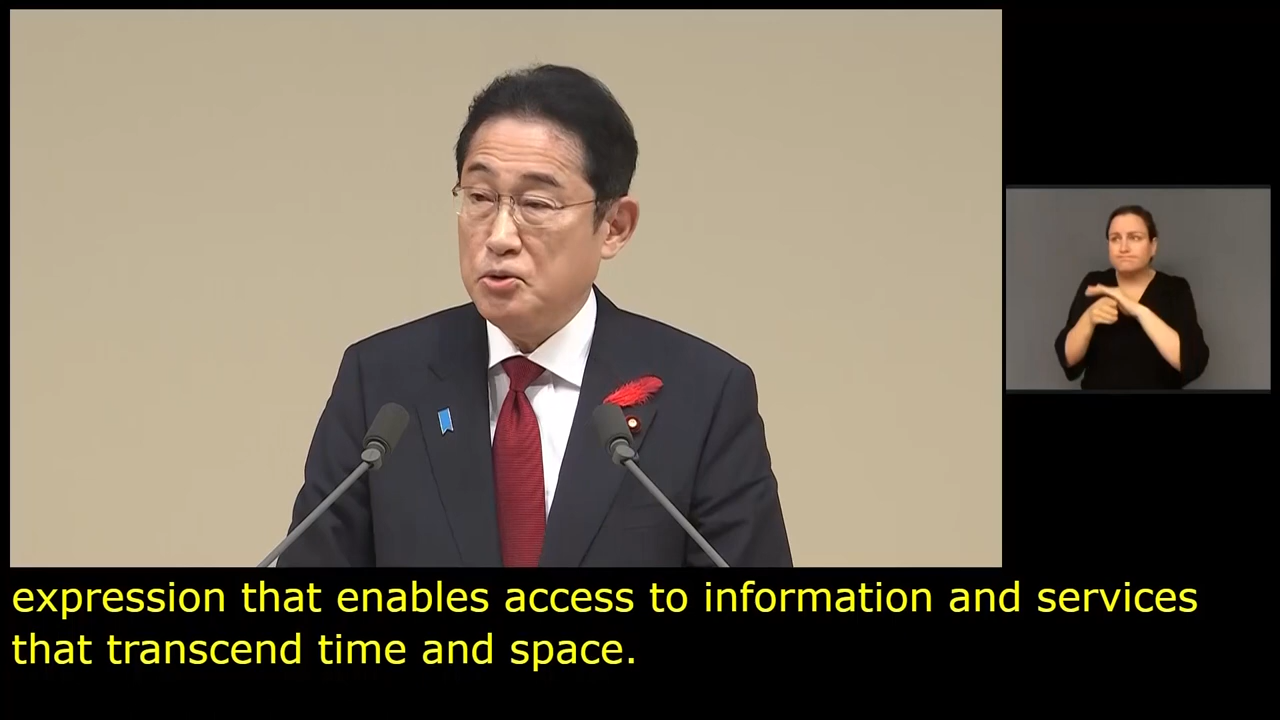 expression that enables access to information and services
that transcend time and space.